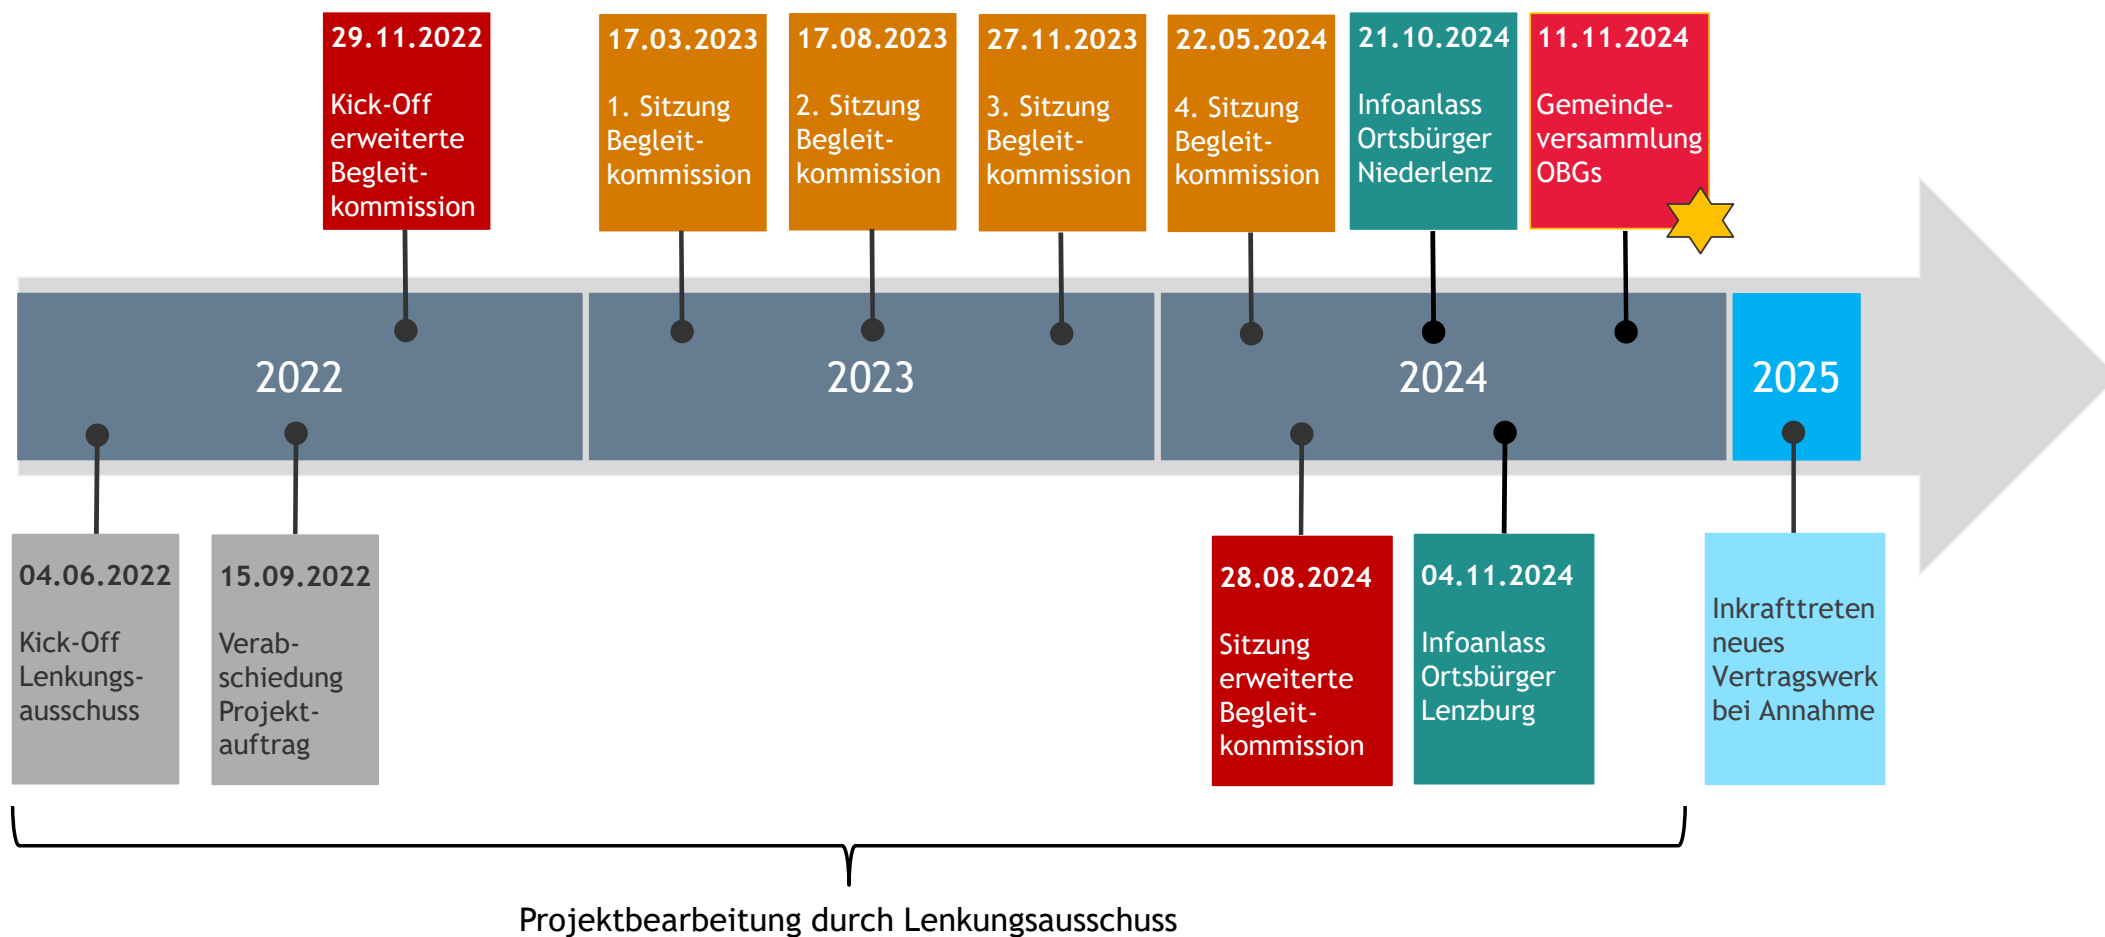 29.11.2022
Kick-Off
erweiterte
Begleit-
kommission
17.03.2023
1. Sitzung
Begleit-
kommission
17.08.2023
2. Sitzung
Begleit-
kommission
27.11.2023
3. Sitzung
Begleit-
kommission
22.05.2024
4. Sitzung
Begleit-
kommission
21.10.2024
Infoanlass
Ortsbürger
Niederlenz
11.11.2024
Gemeinde-
versammlung
OBGs
2022
2023
2024
2025
04.06.2022
Kick-Off
Lenkungs-
ausschuss
15.09.2022
Verab-
schiedung
Projekt-
auftrag
28.08.2024
Sitzung
erweiterte
Begleit-
kommission
04.11.2024
Infoanlass
Ortsbürger
Lenzburg
Inkrafttreten
neues
Vertragswerk
bei Annahme
Projektbearbeitung durch Lenkungsausschuss